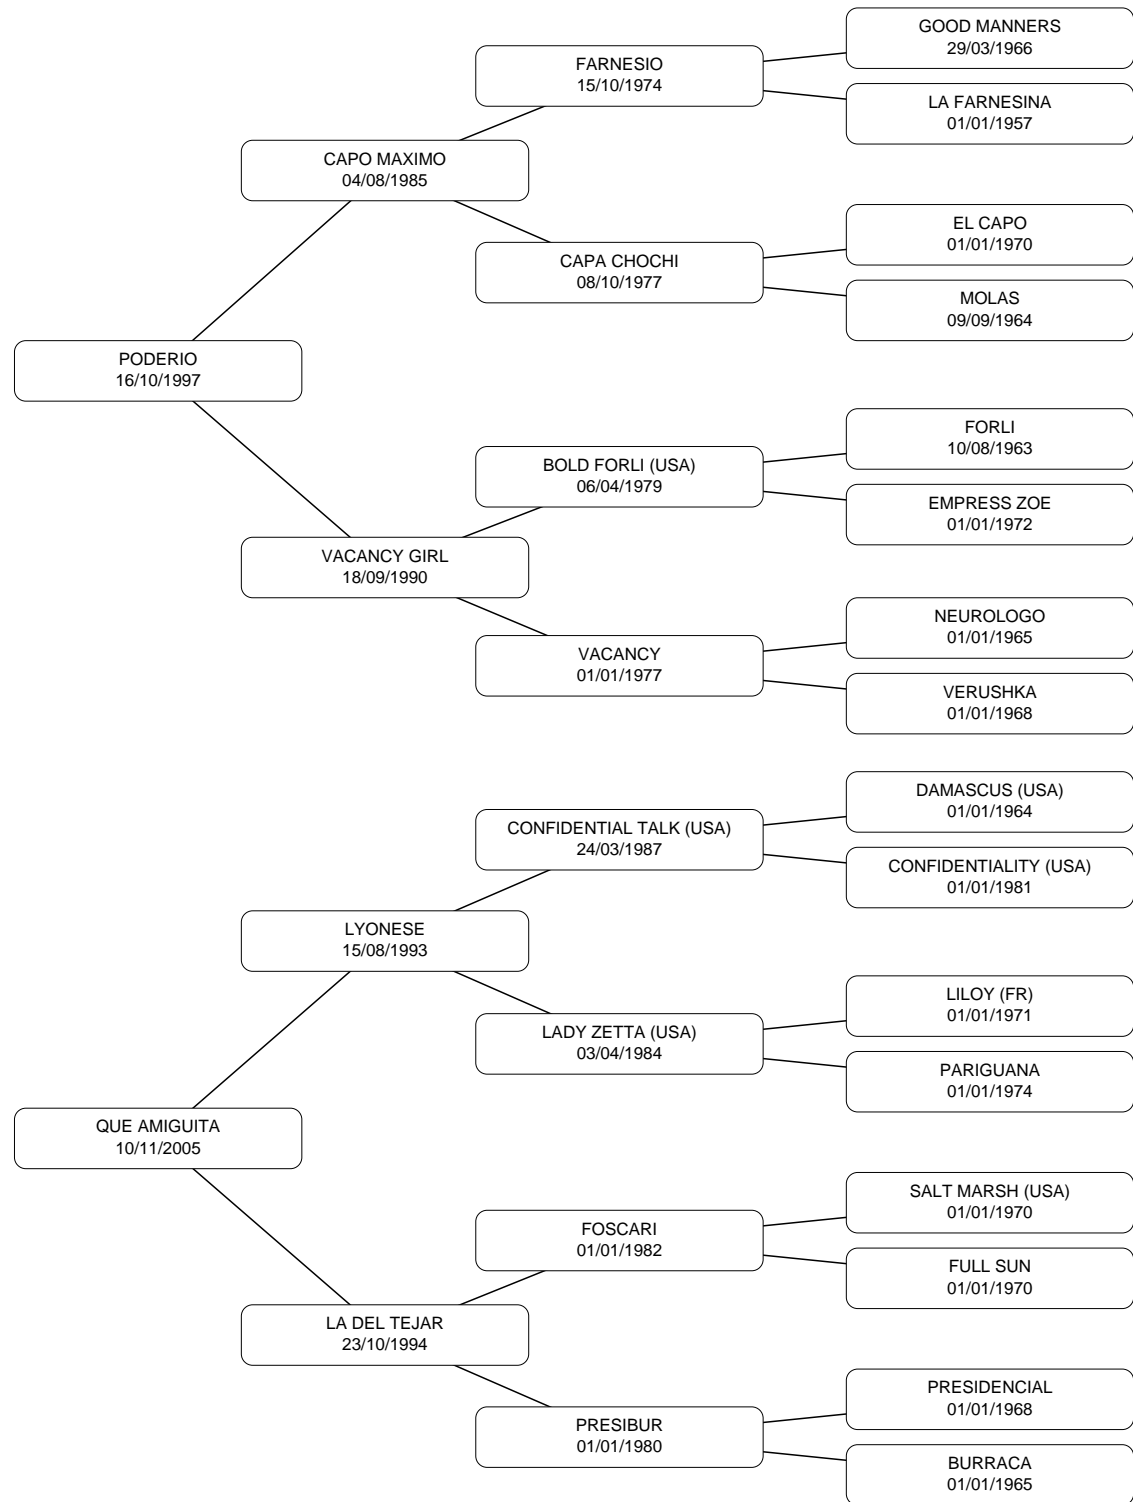 GOOD MANNERS
29/03/1966
FARNESIO
15/10/1974
LA FARNESINA
01/01/1957
CAPO MAXIMO
04/08/1985
EL CAPO
01/01/1970
CAPA CHOCHI
08/10/1977
MOLAS
09/09/1964
PODERIO
16/10/1997
FORLI
10/08/1963
BOLD FORLI (USA)
06/04/1979
EMPRESS ZOE
01/01/1972
VACANCY GIRL
18/09/1990
NEUROLOGO
01/01/1965
VACANCY
01/01/1977
VERUSHKA
01/01/1968
DAMASCUS (USA)
01/01/1964
CONFIDENTIAL TALK (USA)
24/03/1987
CONFIDENTIALITY (USA)
01/01/1981
LYONESE
15/08/1993
LILOY (FR)
01/01/1971
LADY ZETTA (USA)
03/04/1984
PARIGUANA
01/01/1974
QUE AMIGUITA
10/11/2005
SALT MARSH (USA)
01/01/1970
FOSCARI
01/01/1982
FULL SUN
01/01/1970
LA DEL TEJAR
23/10/1994
PRESIDENCIAL
01/01/1968
PRESIBUR
01/01/1980
BURRACA
01/01/1965